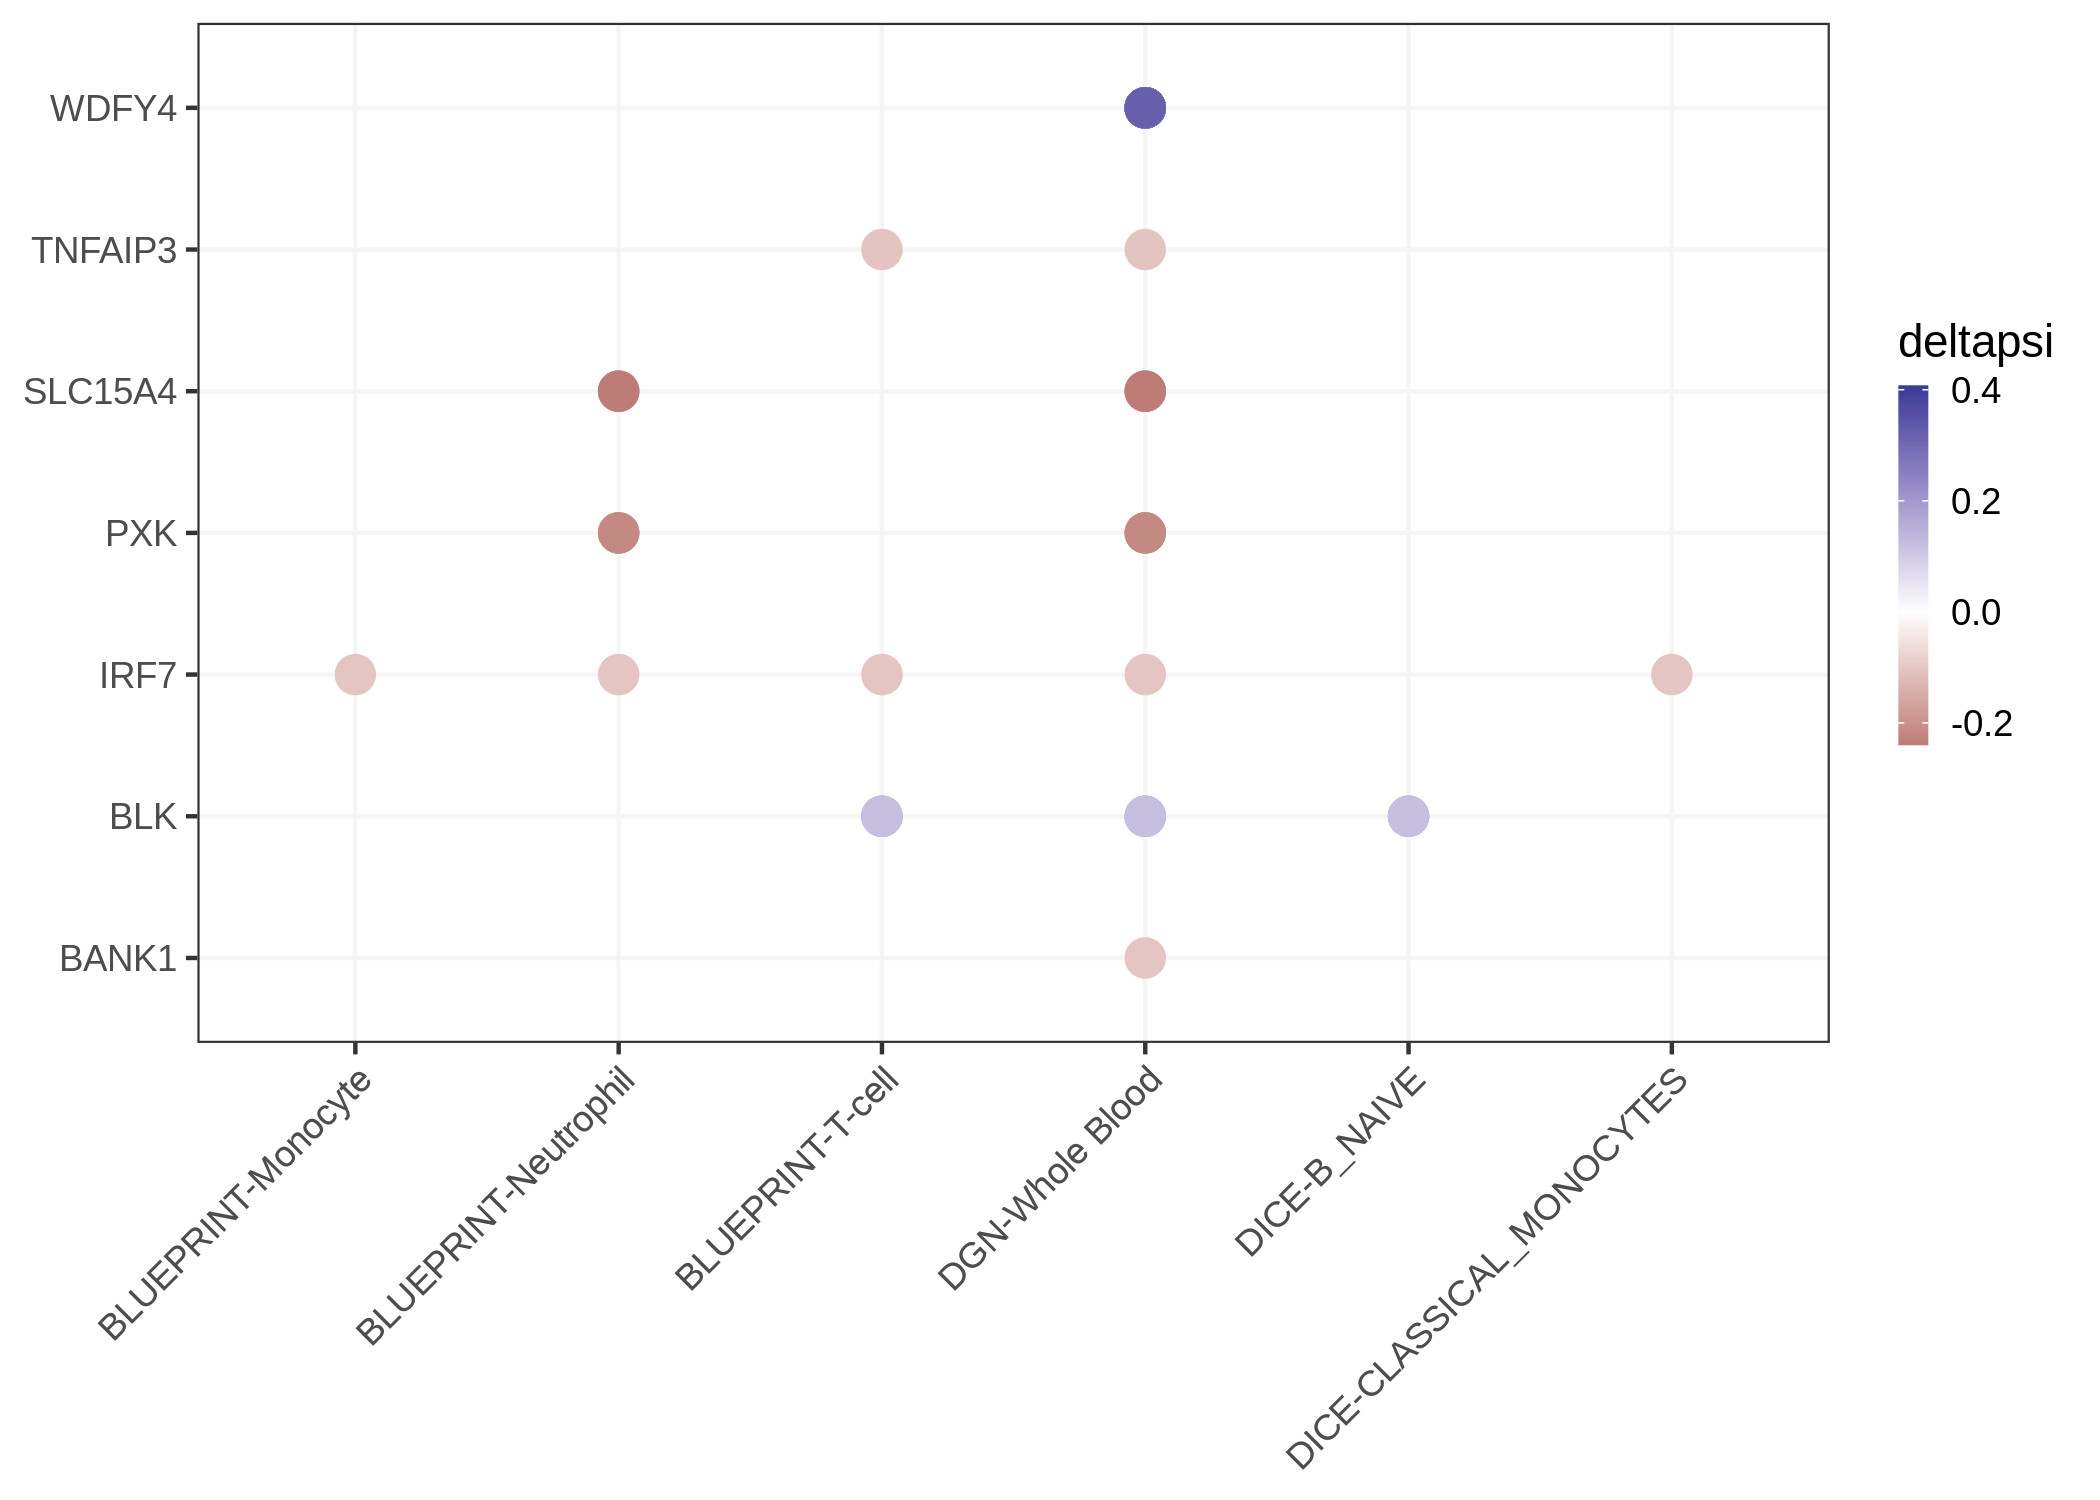 WDFY4
TNFAIP3
SLC15A4
PXK
IRF7
BLK
BANK1
BLUEPRINT-Monocyte
BLUEPRINT-Neutrophil
BLUEPRINT-T-cell
DGN-Whole Blood
DICE-B_NAIVE
DICE-CLASSICAL_MONOCYTES
deltapsi
0.4
0.2
0.0
-0.2